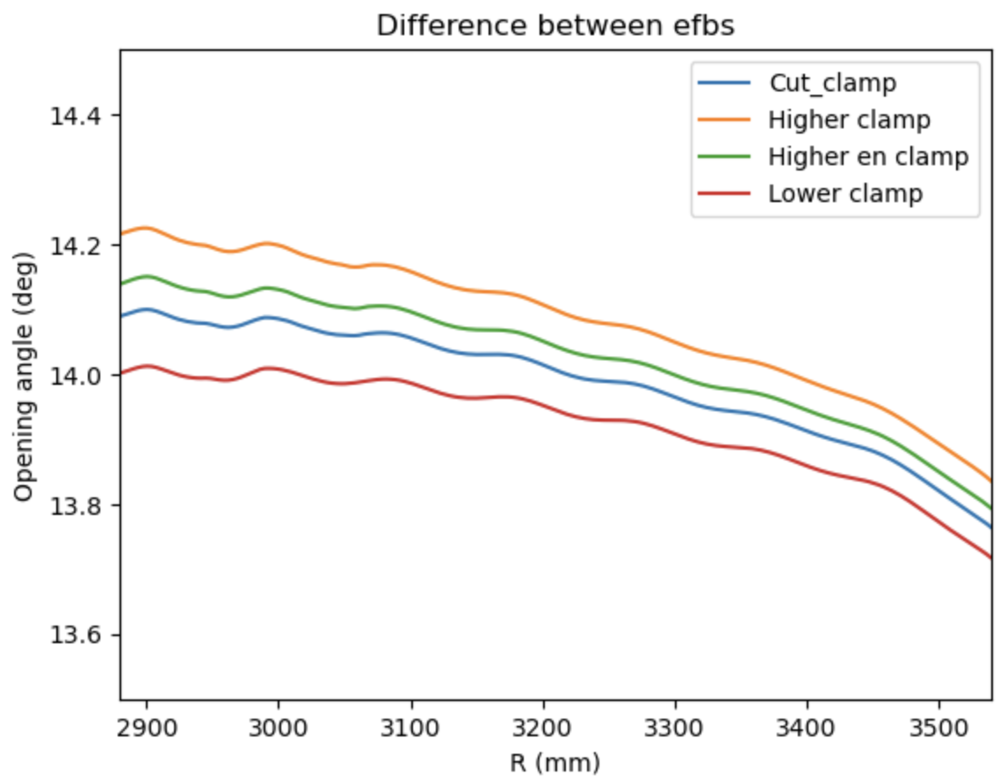 Difference between efbs
Cut_clamp
Higher clamp
Higher en clamp
Lower clamp
Opening angle (deg)
14.4
14.2
14.0
13.8
13.6
2900 3000 3100 3200 3300 3400 3500
R (mm)